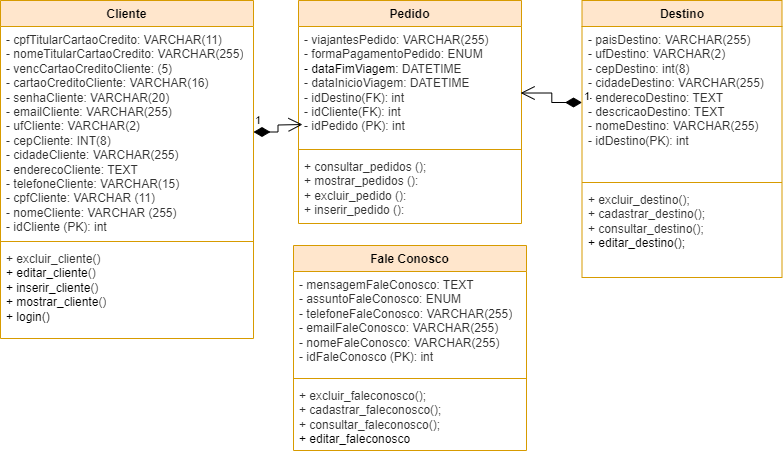 Cliente
- cpfTitularCartaoCredito: VARCHAR(11)
- nomeTitularCartaoCredito: VARCHAR(255)
- vencCartaoCreditoCliente: (5)
- cartaoCreditoCliente: VARCHAR(16)
- senhaCliente: VARCHAR(20)
- emailCliente: VARCHAR(255)
- ufCliente: VARCHAR(2)
- cepCliente: INT(8)
- cidadeCliente: VARCHAR(255)
- enderecoCliente: TEXT
- telefoneCliente: VARCHAR(15)
- cpfCliente: VARCHAR (11)
- nomeCliente: VARCHAR (255)
- idCliente (PK): int
+ excluir_cliente()
+ editar_cliente()
+ inserir_cliente()
+ mostrar_cliente()
+ login()
1
Pedido
- viajantesPedido: VARCHAR(255)
- formaPagamentoPedido: ENUM
- dataFimViagem: DATETIME
- dataInicioViagem: DATETIME
- idDestino(FK): int
- idCliente(FK): int
- idPedido (PK): int
+ consultar_pedidos ();
+ mostrar_pedidos ():
+ excluir_pedido ():
+ inserir_pedido ():
1
Destino
- paisDestino: VARCHAR(255)
- ufDestino: VARCHAR(2)
- cepDestino: int(8)
- cidadeDestino: VARCHAR(255)
- enderecoDestino: TEXT
- descricaoDestino: TEXT
- nomeDestino: VARCHAR(255)
- idDestino(PK): int
+ excluir_destino();
+ cadastrar_destino();
+ consultar_destino();
+ editar_destino();
Fale Conosco
- mensagemFaleConosco: TEXT
- assuntoFaleConosco: ENUM
- telefoneFaleConosco: VARCHAR(255)
- emailFaleConosco: VARCHAR(255)
- nomeFaleConosco: VARCHAR(255)
- idFaleConosco (PK): int
+ excluir_faleconosco();
+ cadastrar_faleconosco();
+ consultar_faleconosco();
+ editar_faleconosco